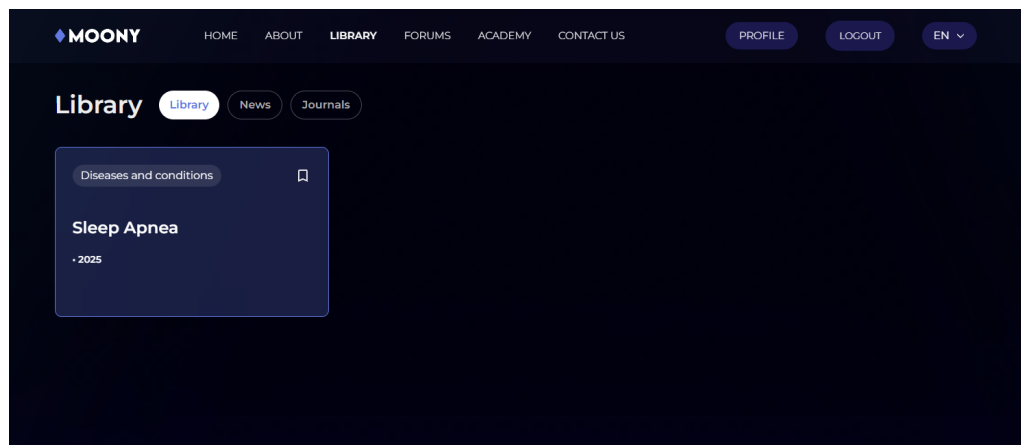 MOONY HOME ABOUT LIBRARY FORUMS ACADEMY CONTACT US PROFILE LOGOUT EN
Library Library News Journals
Diseases and conditions
Sleep Apnea
• 2025